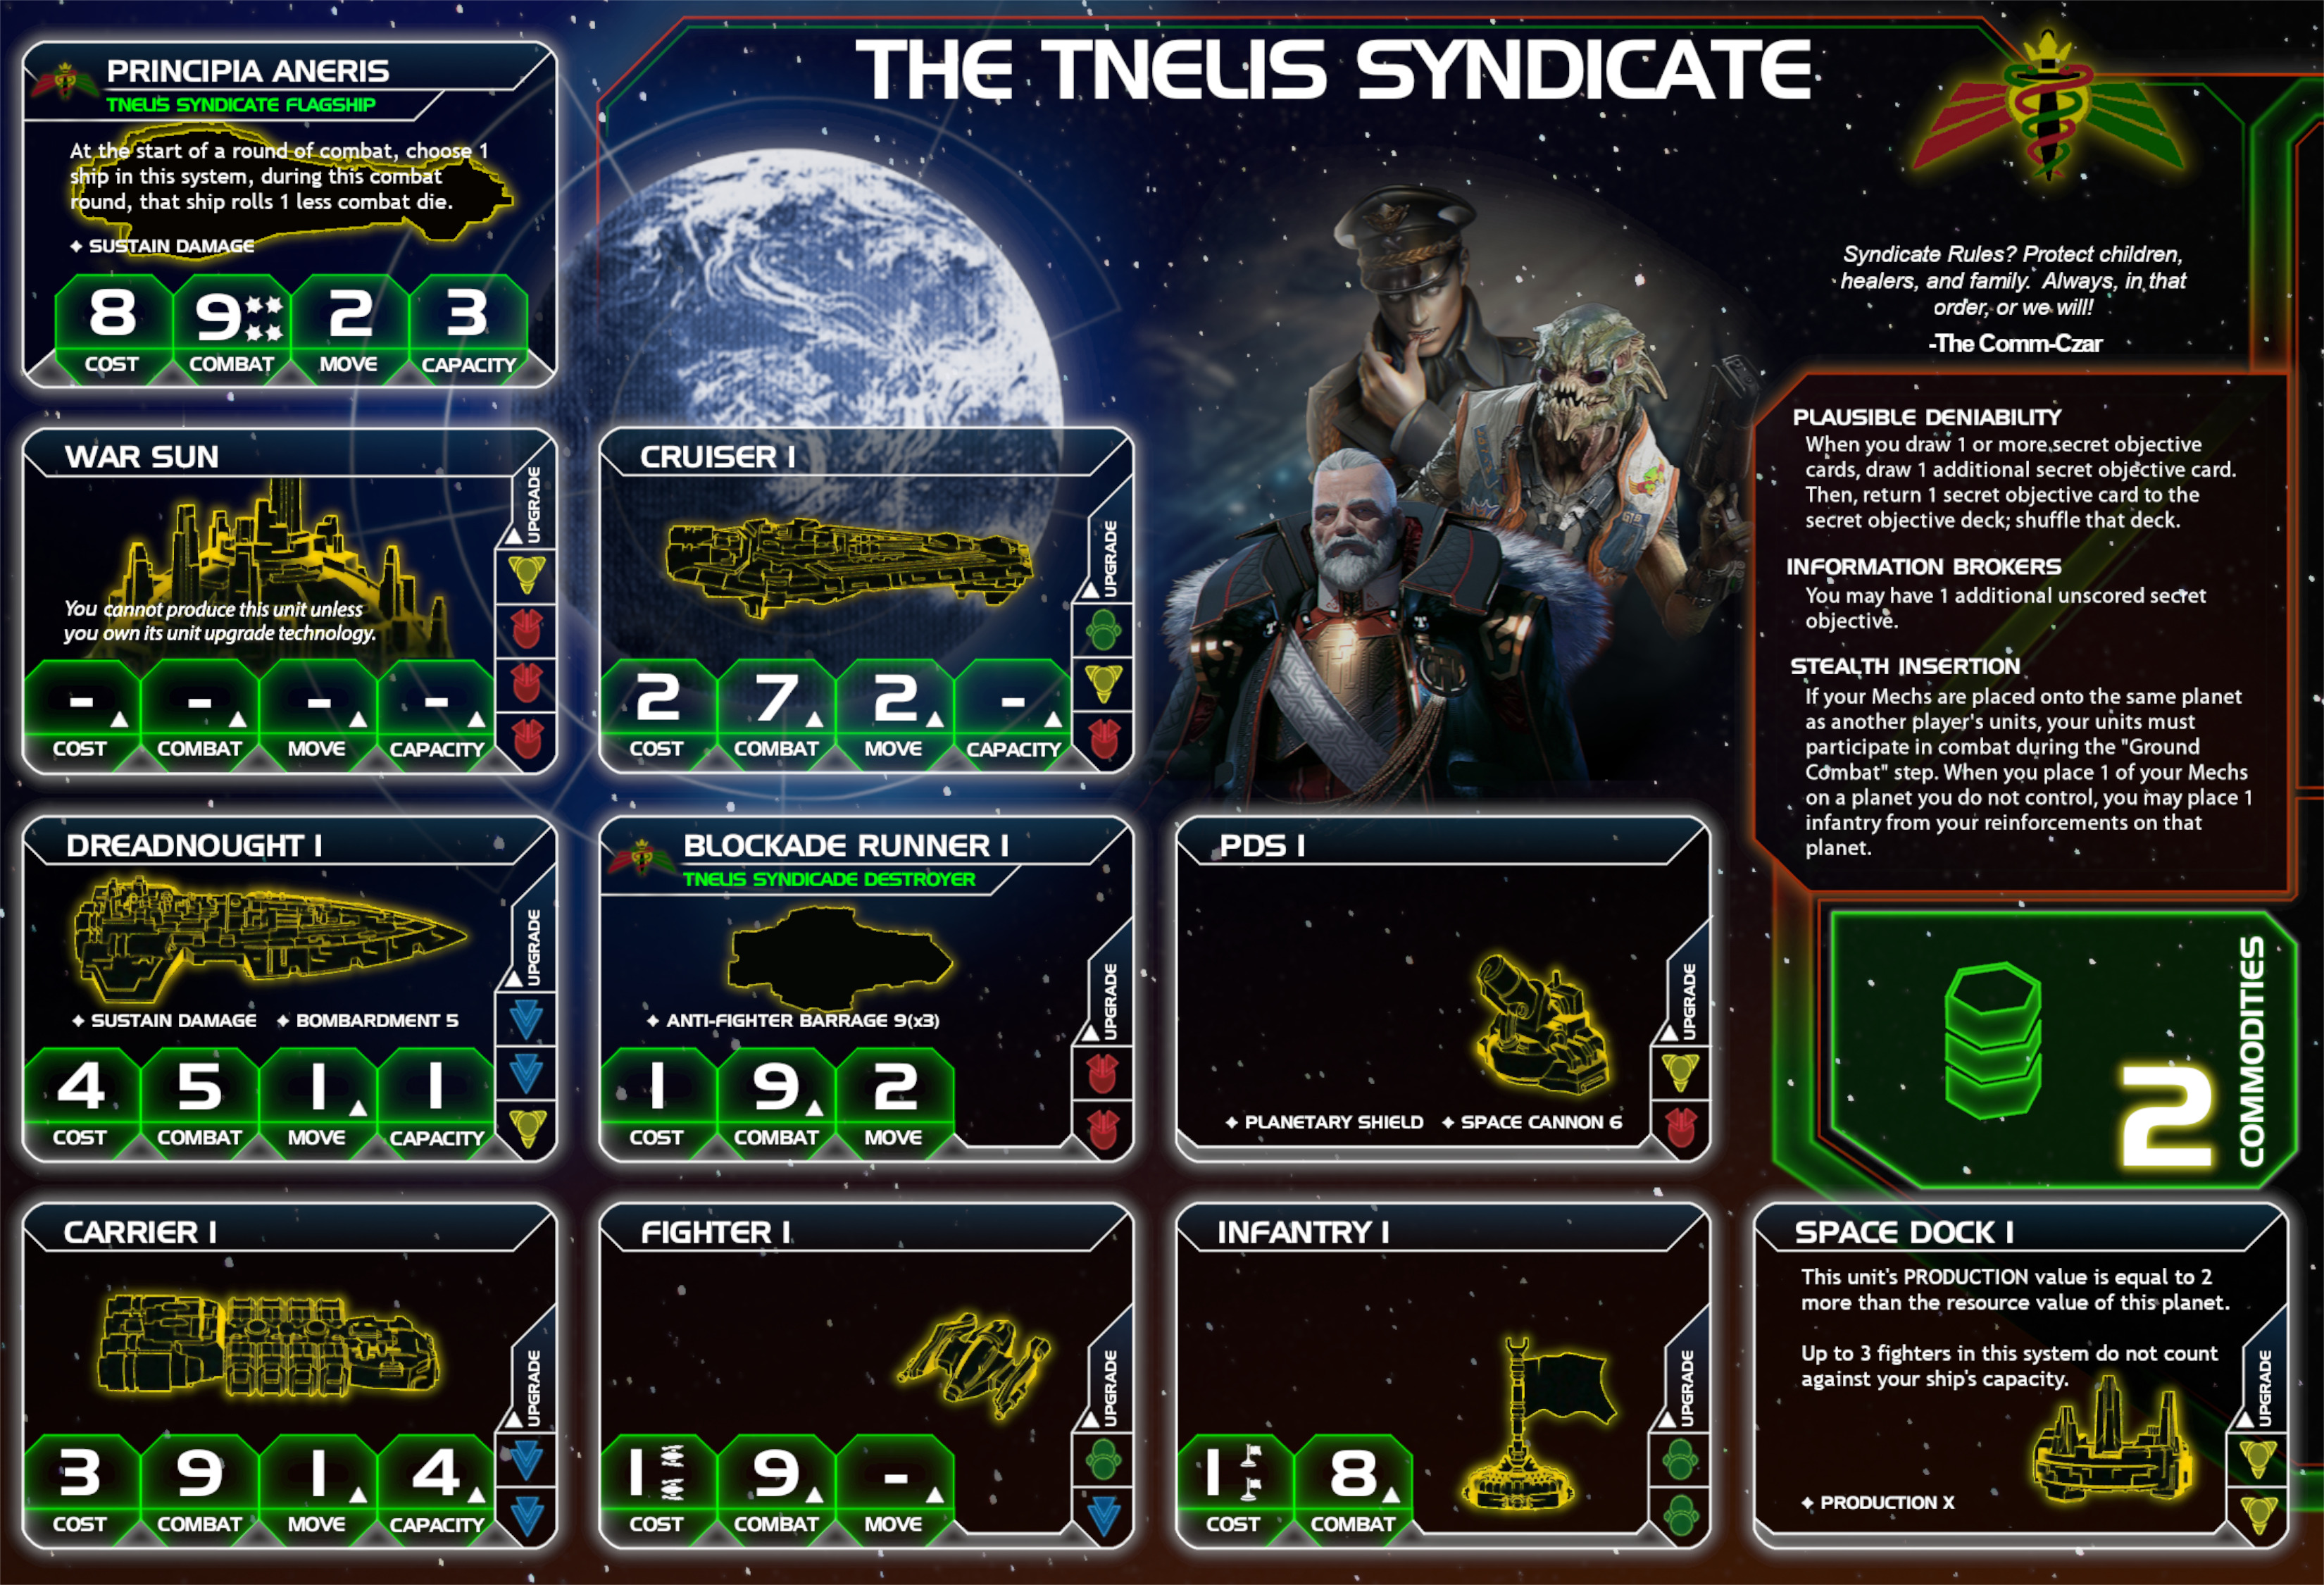 THE TNELIS SYNDICATE
PRINCIPIA ANERIS
TNELIS SYNDICATE FLAGSHIP
At the start of a round of combat, choose 1
ship in this system, during this combat
round, that ship rolls 1 less combat die.
SUSTAIN DAMAGE
8 9 2 3
COST COMBAT MOVE CAPACITY
Syndicate Rules? Protect children,
healers, and family. Always, in that
order, or we will!
-The Comm-Czar
WAR SUN
UPGRADE
You cannot produce this unit unless
you own its unit upgrade technology.
- - - -
COST COMBAT MOVE CAPACITY
CRUISER I
UPGRADE
2 7 2 -
COST COMBAT MOVE CAPACITY
PLAUSIBLE DENIABILITY
When you draw 1 or more secret objective
cards, draw 1 additional secret objective card.
Then, return 1 secret objective card to the
secret objective deck; shuffle that deck.
INFORMATION BROKERS
You may have 1 additional unscored secret
objective.
STEALTH INSERTION
If your Mechs are placed onto the same planet
as another player's units, your units must
participate in combat during the "Ground
Combat" step. When you place 1 of your Mechs
on a planet you do not control, you may place 1
infantry from your reinforcements on that
planet.
DREADNOUGHT I
UPGRADE
SUSTAIN DAMAGE BOMBARDMENT 5
4 5 1 1
COST COMBAT MOVE CAPACITY
BLOCKADE RUNNER I
TNELIS SYNDICADE DESTROYER
UPGRADE
ANTI-FIGHTER BARRAGE 9(x3)
1 9 2
COST COMBAT MOVE
PDS I
UPGRADE
PLANETARY SHIELD SPACE CANNON 6
2
COMMODITIES
CARRIER I
UPGRADE
3 9 1 4
COST COMBAT MOVE CAPACITY
FIGHTER I
UPGRADE
1 9 -
COST COMBAT MOVE
INFANTRY I
UPGRADE
1 8
COST COMBAT
SPACE DOCK I
This unit's PRODUCTION value is equal to 2
more than the resource value of this planet.
Up to 3 fighters in this system do not count
against your ship's capacity.
UPGRADE
PRODUCTION X